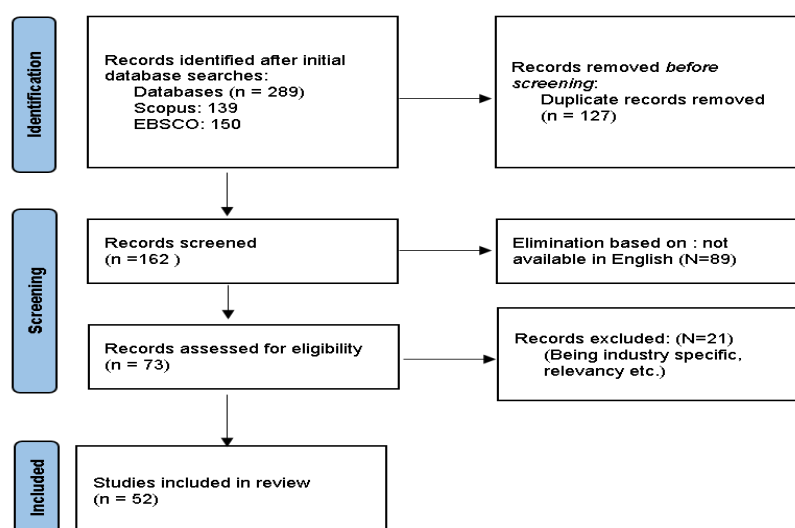 Identification
Records identified after initial
database searches:
Databases (n = 289)
Scopus: 139
EBSCO: 150
Records removed before
screening:
Duplicate records removed
(n = 127)
Screening
Records screened
(n =162 )
Elimination based on : not
available in English (N=89)
Records assessed for eligibility
(n = 73)
Records excluded: (N=21)
(Being industry specific,
relevancy etc.)
Included
Studies included in review
(n = 52)